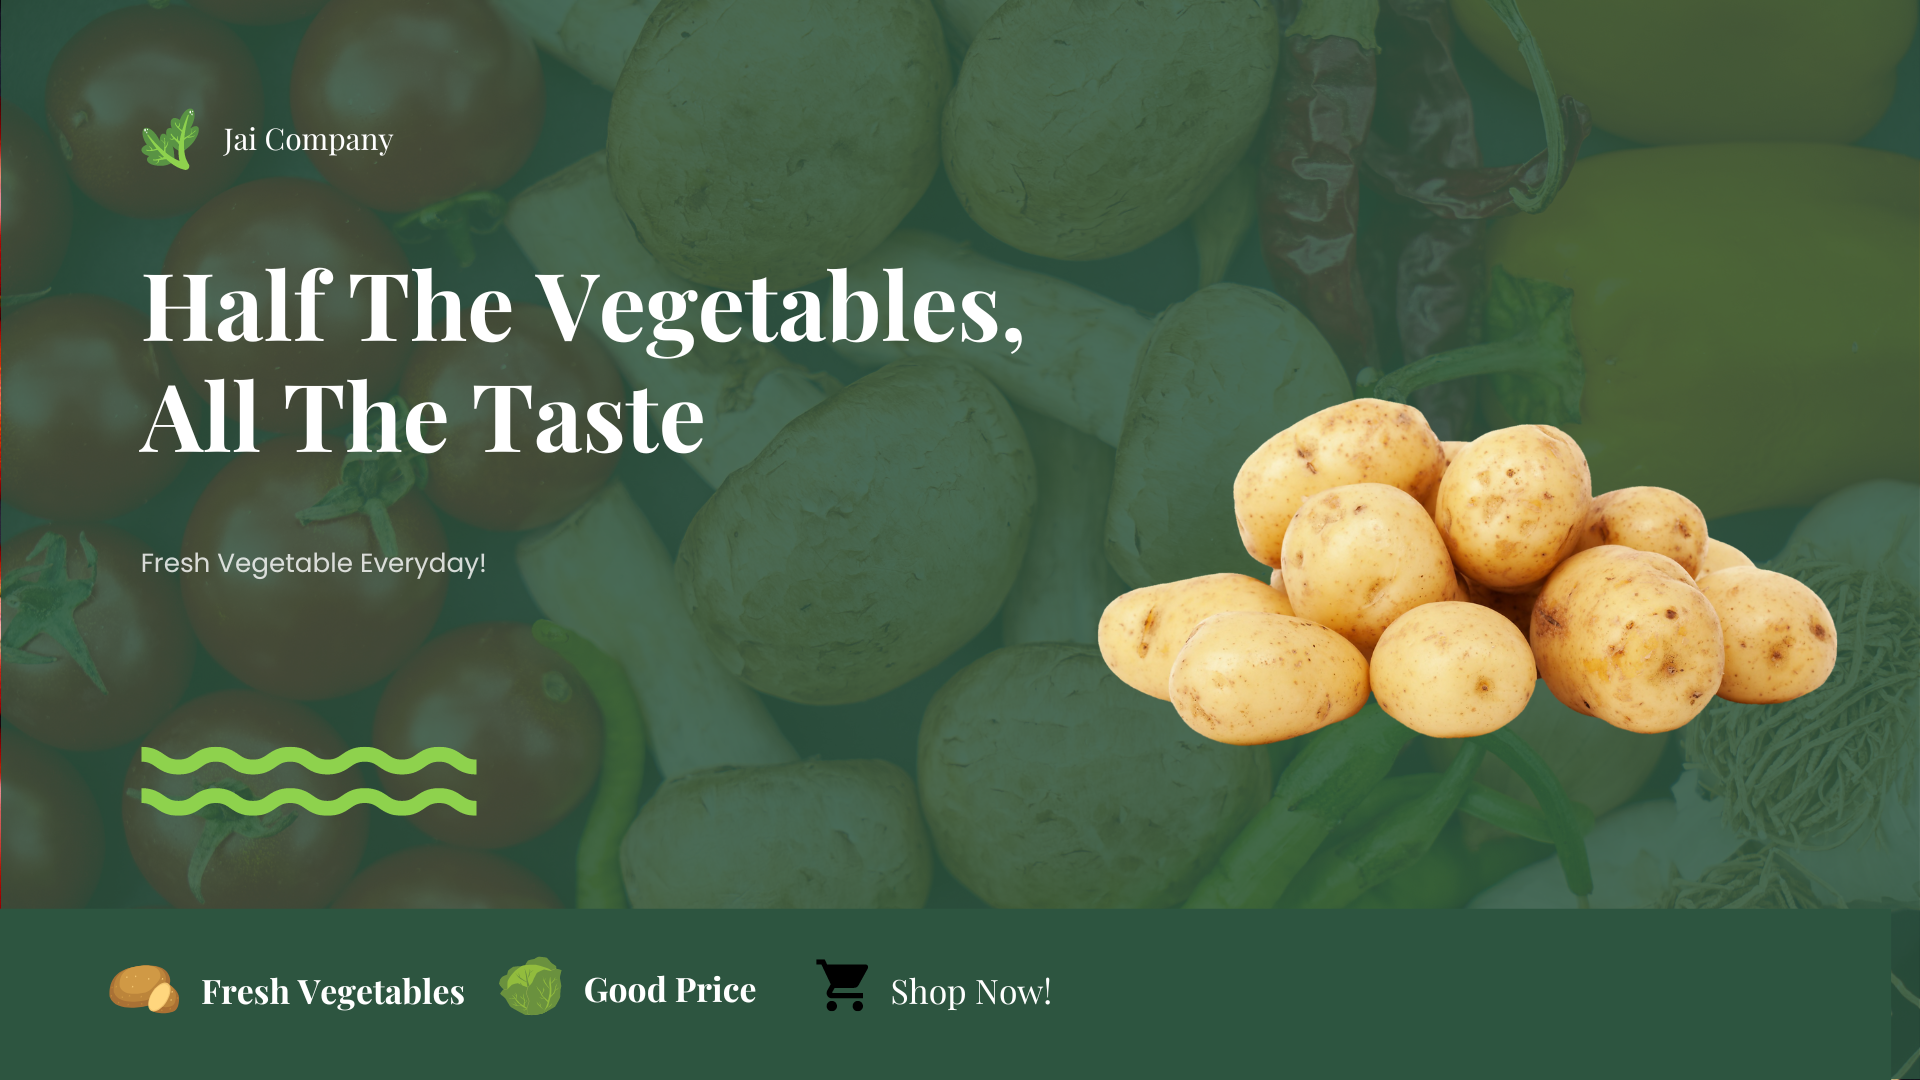 Jai Company
Half The Vegetables,
All The Taste
Fresh Vegetable Everyday!
Fresh Vegetables
Good Price
Shop Now!